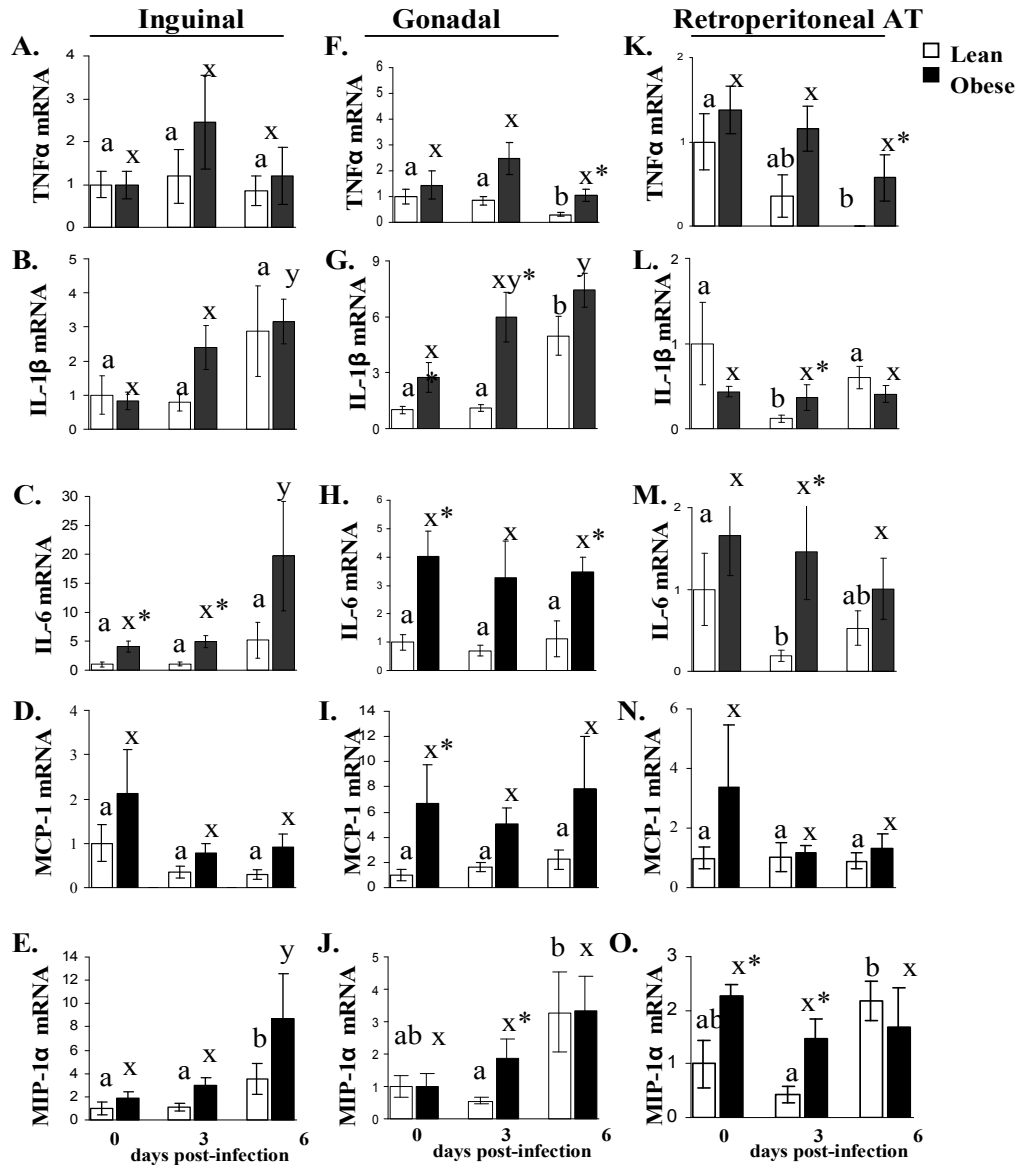 Inguinal Gonadal Retroperitoneal AT
Lean
Obese
A.
TNFα mRNA
4
3
2
1
0
a x a x a x
F.
TNFα mRNA
6
5
4
3
2
1
0
a x a x b x*
K.
TNFα mRNA
2
1
0
a x ab x b x*
B.
IL-1β mRNA
5
4
3
2
1
0
a x a x a y
G.
IL-1β mRNA
9
6
3
0
a x * a xy* b y
L.
IL-1β mRNA
2
1
0
a x b x* a x
C.
IL-6 mRNA
30
25
20
15
10
5
0
a x* a x* a y
H.
IL-6 mRNA
6
5
4
3
2
1
0
a x* a x a x*
M.
IL-6 mRNA
2
1
0
a x b x* ab x
D.
MCP-1 mRNA
4
3
2
1
0
a x a x a x
I.
MCP-1 mRNA
14
12
10
8
6
4
2
0
a x* a x a x
N.
MCP-1 mRNA
6
4
2
0
a x a x a x
E.
MIP-1α mRNA
14
12
10
8
6
4
2
0
a x a x b y
0 3 6
days post-infection
J.
MIP-1α mRNA
5
4
3
2
1
0
ab x a x* b x
0 3 6
days post-infection
O.
MIP-1α mRNA
3
2
1
0
ab x* a x* b x
0 3 6
days post-infection